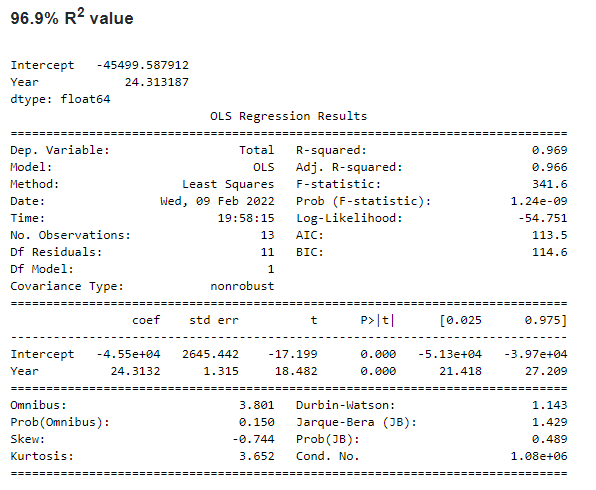 96.9% R² value
Intercept   -45499.587912
Year            24.313187
dtype: float64
                            OLS Regression Results
==============================================================================
Dep. Variable:                  Total   R-squared:                       0.969
Model:                            OLS   Adj. R-squared:                  0.966
Method:                 Least Squares   F-statistic:                     341.6
Date:                Wed, 09 Feb 2022   Prob (F-statistic):           1.24e-09
Time:                        19:58:15   Log-Likelihood:                -54.751
No. Observations:                  13   AIC:                             113.5
Df Residuals:                      11   BIC:                             114.6
Df Model:                           1
Covariance Type:            nonrobust
==============================================================================
                 coef    std err          t      P>|t|      [0.025      0.975]
------------------------------------------------------------------------------
Intercept   -4.55e+04   2645.442    -17.199      0.000   -5.13e+04   -3.97e+04
Year          24.3132      1.315     18.482      0.000      21.418      27.209
==============================================================================
Omnibus:                        3.801   Durbin-Watson:                   1.143
Prob(Omnibus):                  0.150   Jarque-Bera (JB):                1.429
Skew:                          -0.744   Prob(JB):                        0.489
Kurtosis:                       3.652   Cond. No.                     1.08e+06
==============================================================================